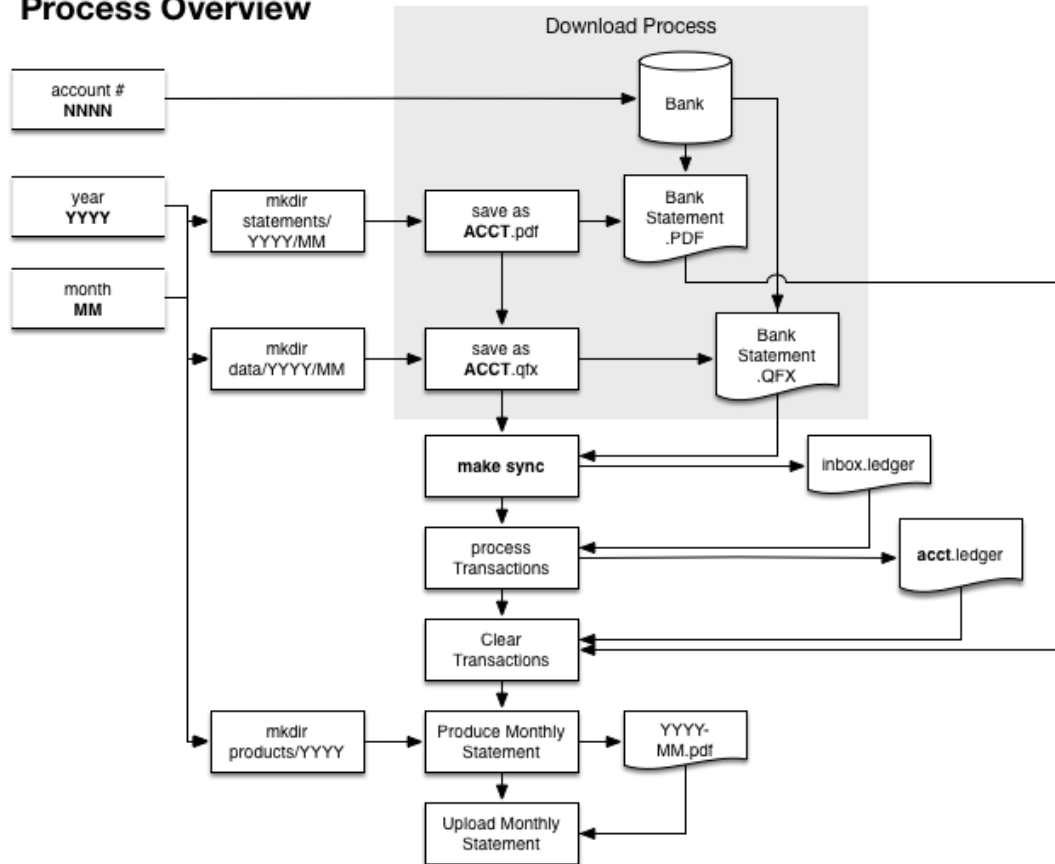 Process Overview
Download Process
account #
NNNN
Bank
year
YYYY
mkdir
statements/
YYYY/MM
save as
ACCT.pdf
Bank
Statement
.PDF
month
MM
mkdir
data/YYYY/MM
save as
ACCT.qfx
Bank
Statement
.QFX
make sync
inbox.ledger
process
Transactions
acct.ledger
Clear
Transactions
mkdir
products/YYYY
Produce Monthly
Statement
YYYY-
MM.pdf
Upload Monthly
Statement